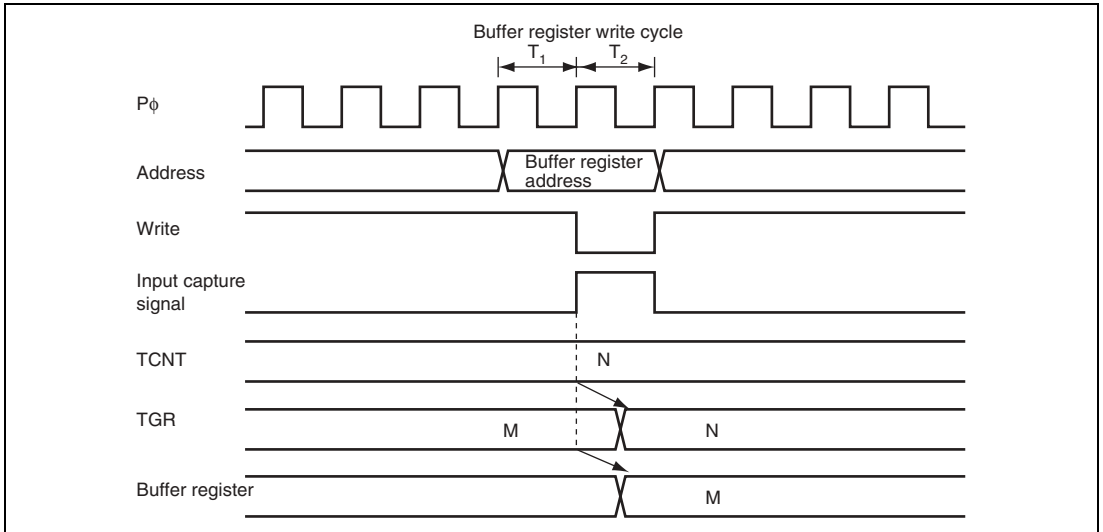 Buffer register write cycle
T1 T2
Pϕ
Address
Buffer register
address
Write
Input capture
signal
TCNT
N
TGR
M N
Buffer register
M